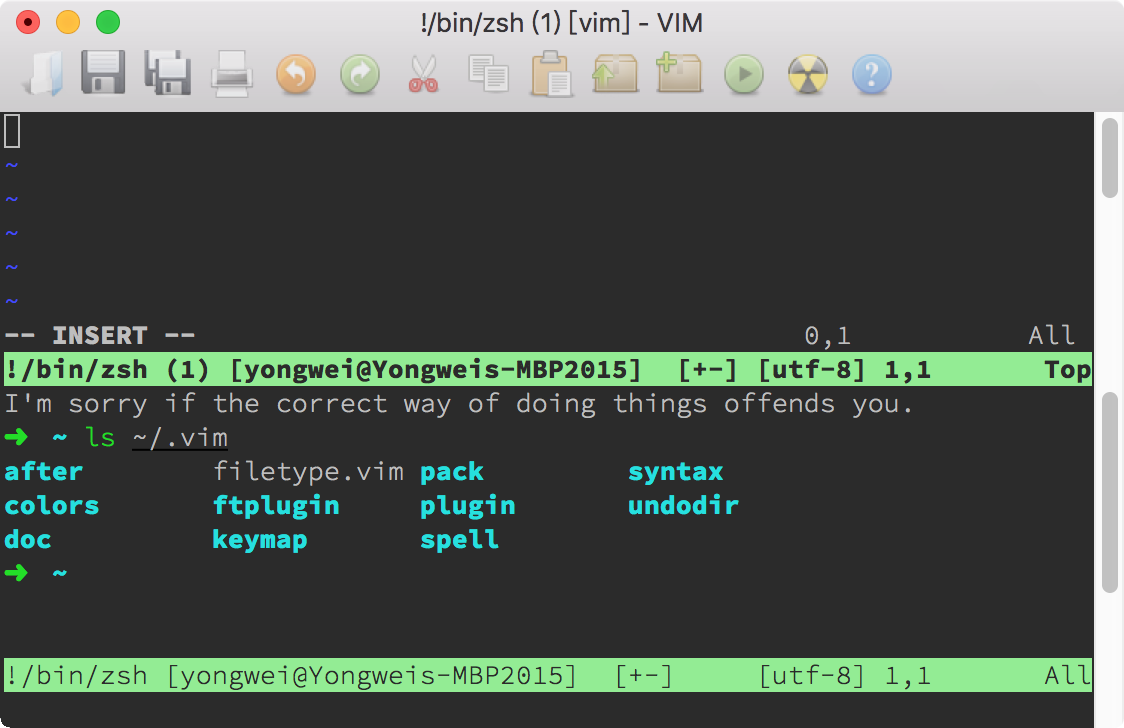 !/bin/zsh (1) [vim] - VIM
~
~
~
~
~
-- INSERT -- 0,1 All
!/bin/zsh (1) [yongwei@Yongweis-MBP2015] [+-] [utf-8] 1,1 Top
I'm sorry if the correct way of doing things offends you.
➜ ~ ls ~/.vim
after filetype.vim pack syntax
colors ftplugin plugin undodir
doc keymap spell
➜ ~
!/bin/zsh [yongwei@Yongweis-MBP2015] [+-] [utf-8] 1,1 All